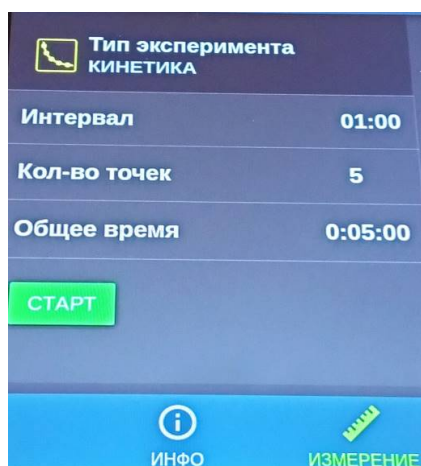 Тип эксперимента
КИНЕТИКА
Интервал 01:00
Кол-во точек 5
Общее время 0:05:00
СТАРТ
ИНФО ИЗМЕРЕНИЕ